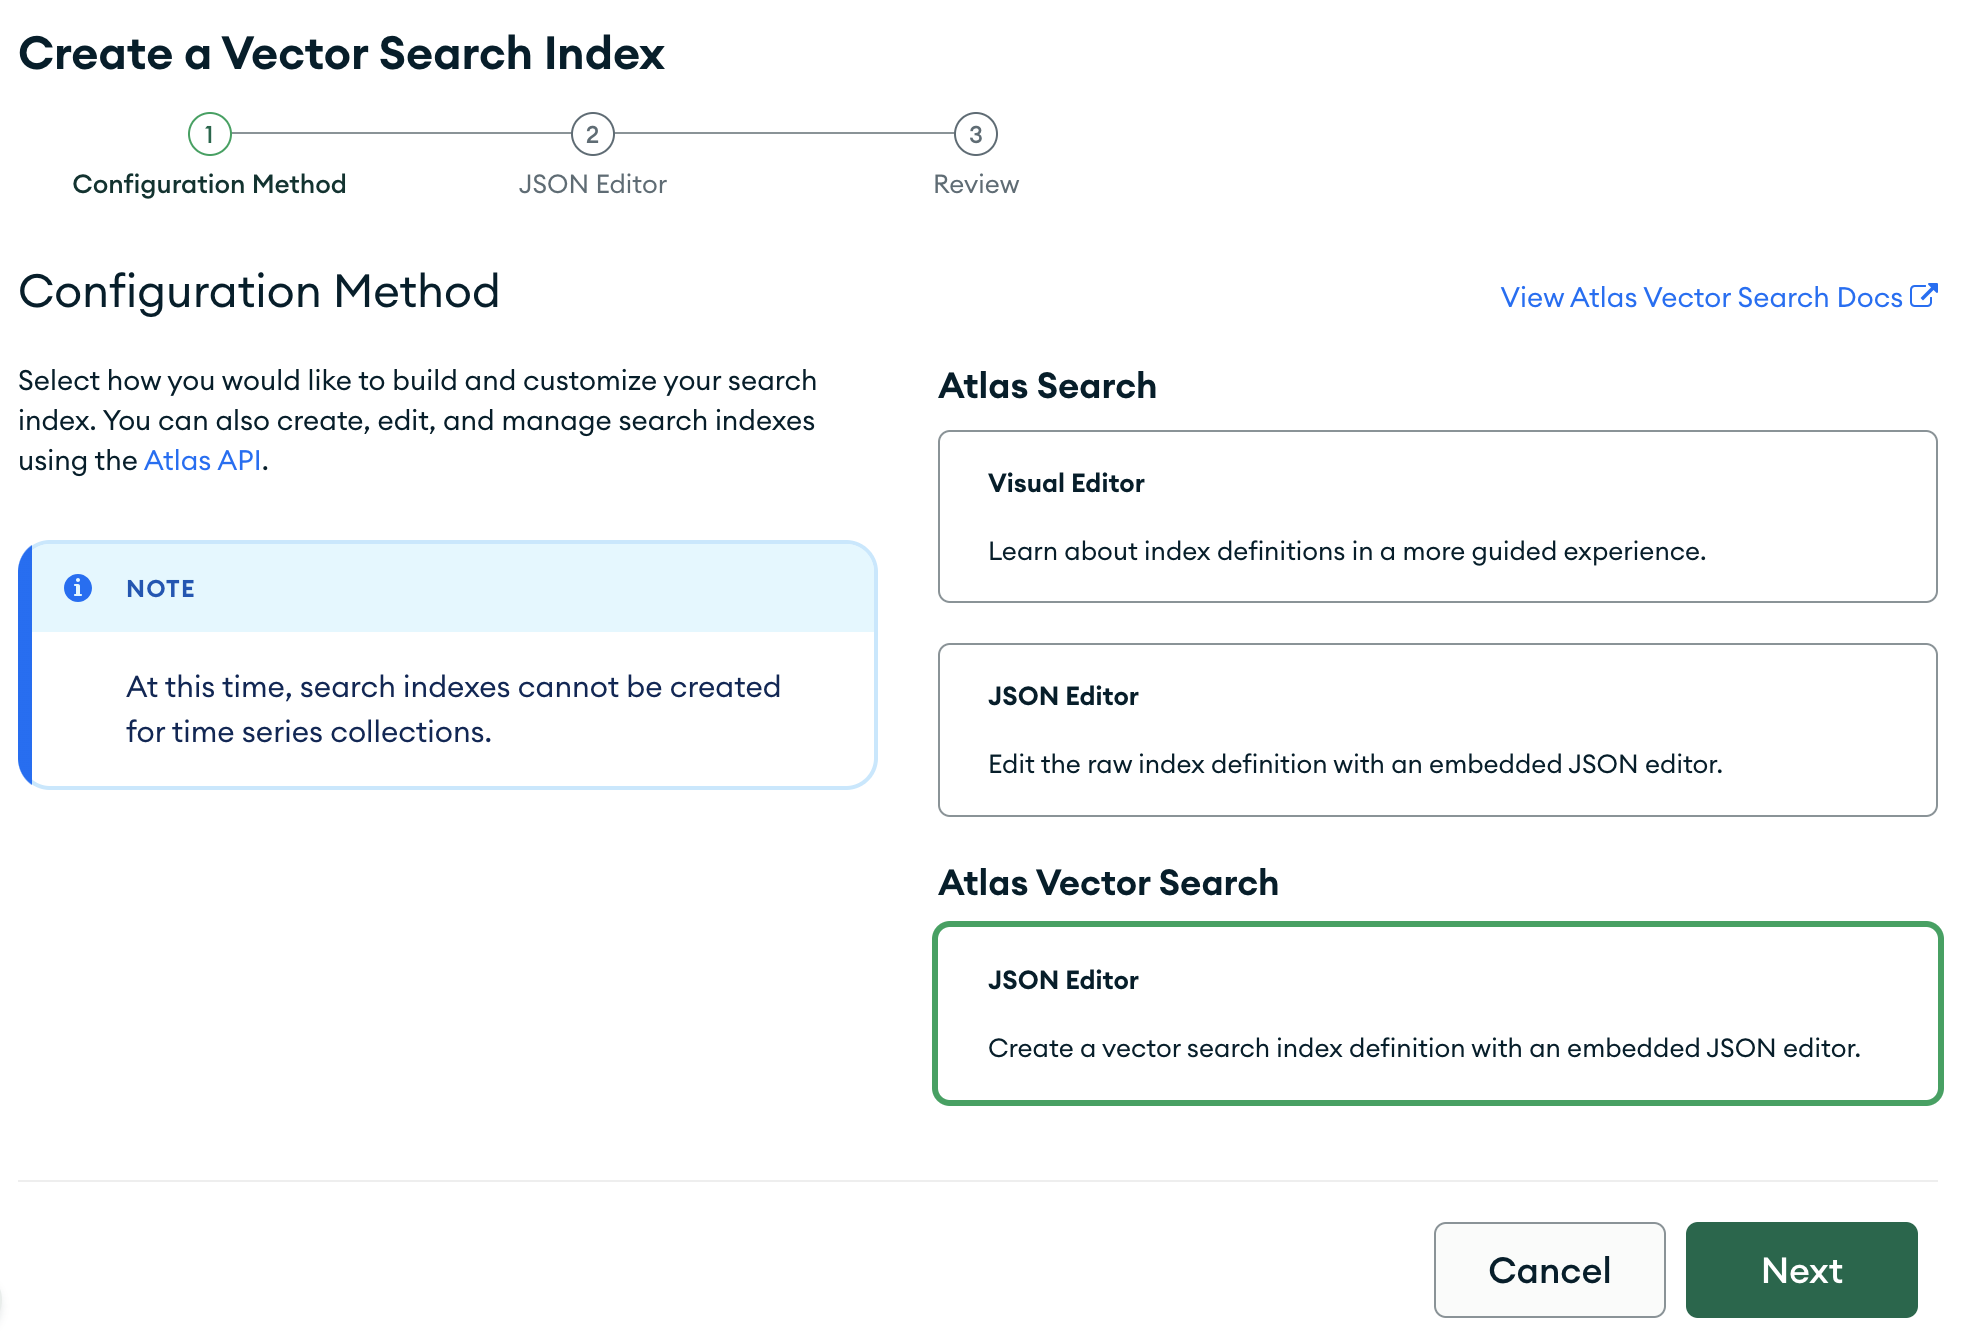 Create a Vector Search Index
1
2
3
Configuration Method
JSON Editor
Review
Configuration Method
View Atlas Vector Search Docs
Select how you would like to build and customize your search
index. You can also create, edit, and manage search indexes
using the Atlas API.
NOTE
At this time, search indexes cannot be created
for time series collections.
Atlas Search
Visual Editor
Learn about index definitions in a more guided experience.
JSON Editor
Edit the raw index definition with an embedded JSON editor.
Atlas Vector Search
JSON Editor
Create a vector search index definition with an embedded JSON editor.
Cancel
Next